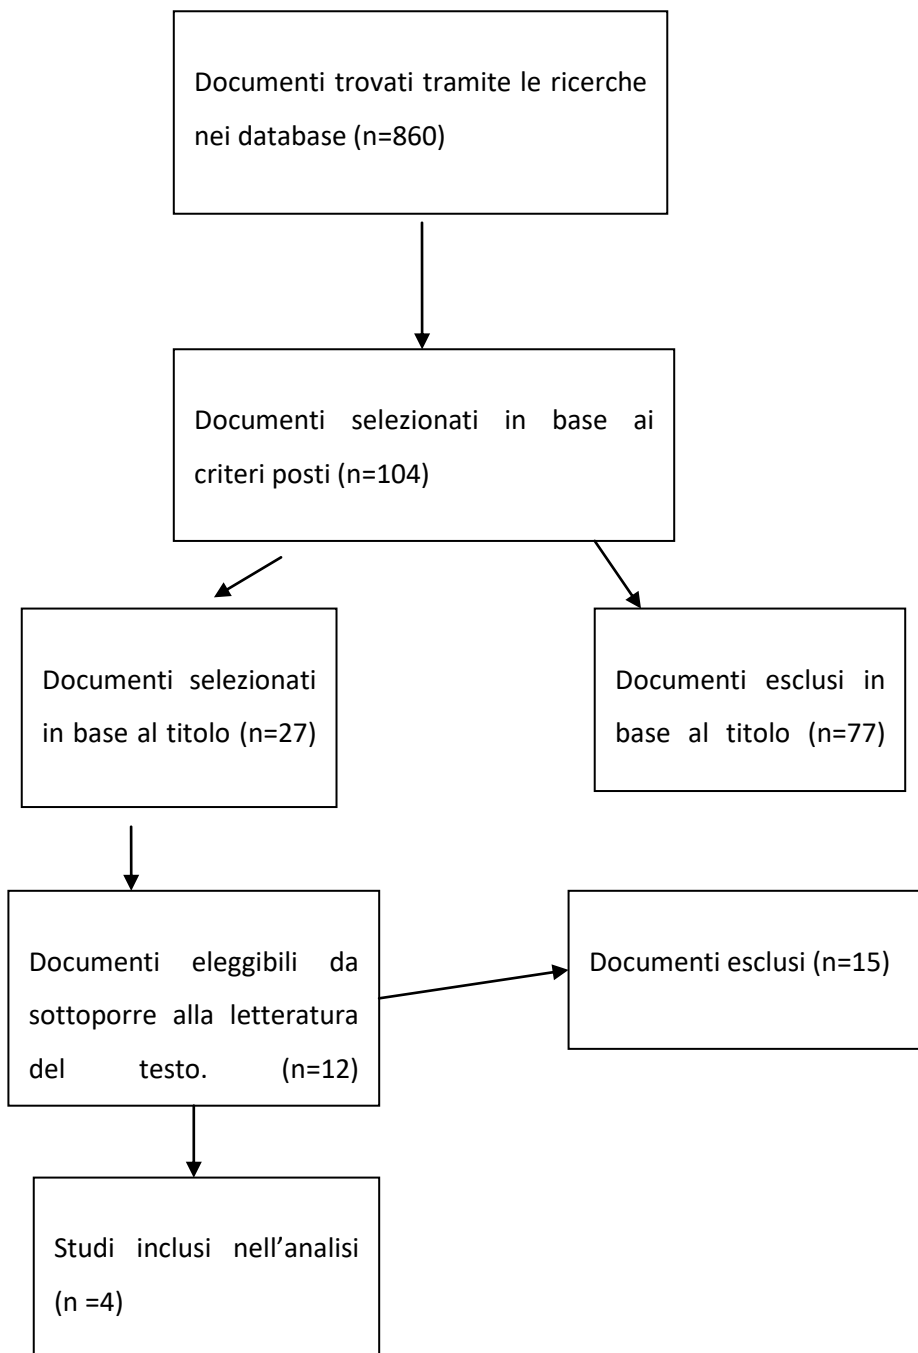 Documenti trovati tramite le ricerche
nei database (n=860)
Documenti selezionati in base ai
criteri posti (n=104)
Documenti selezionati
in base al titolo (n=27)
Documenti esclusi in
base al titolo (n=77)
Documenti eleggibili da
sottoporre alla letteratura
del testo. (n=12)
Documenti esclusi (n=15)
Studi inclusi nell’analisi
(n =4)